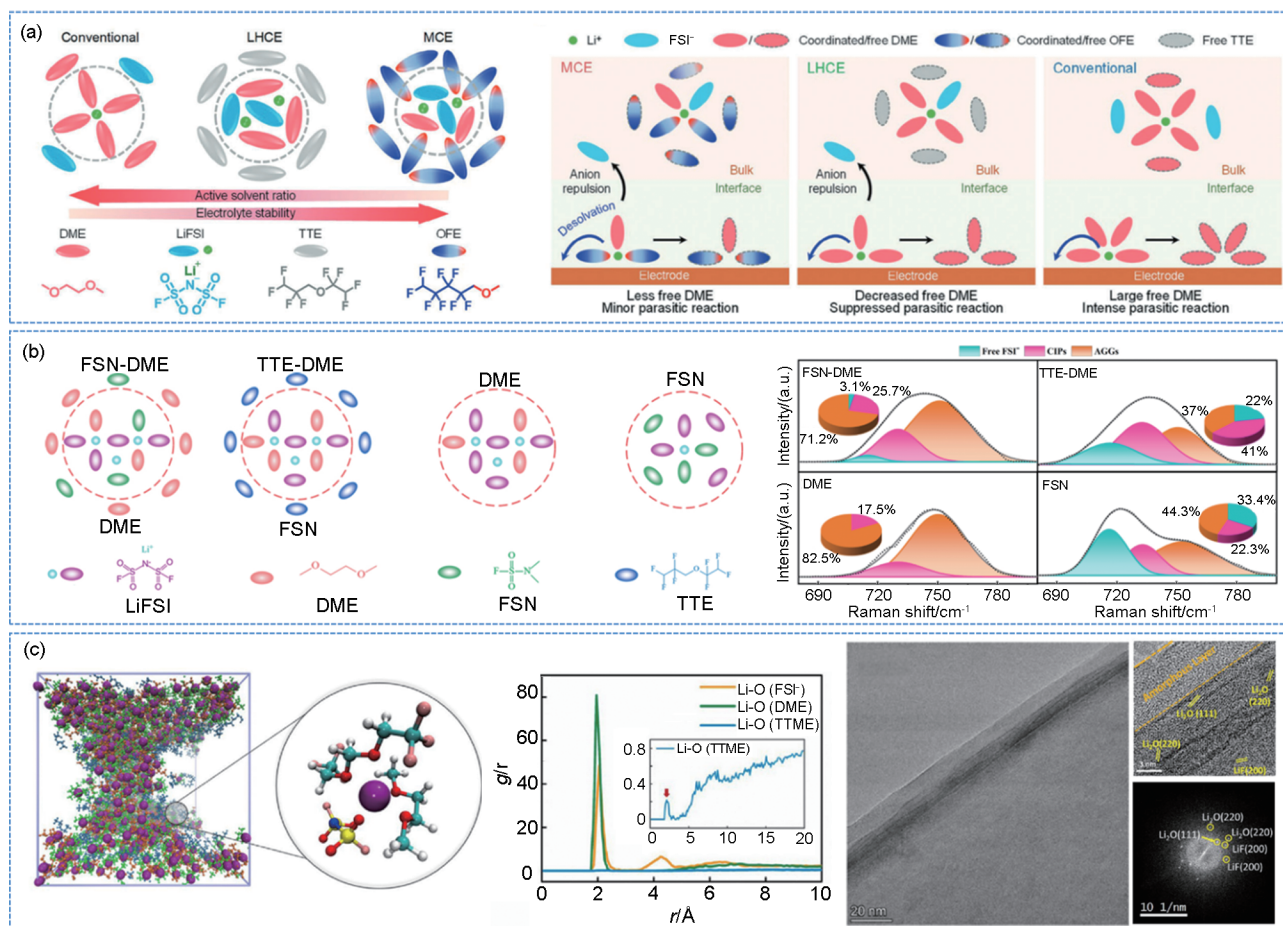 (a)
Conventional
LHCE
MCE
Active solvent ratio
Electrolyte stability
DME
LiFSI
TTE
OFE
Li⁺
Li⁺
FSI⁻
Coordinated/free DME
Coordinated/free OFE
Free TTE
MCE
Anion
repulsion
Bulk
Interface
Desolvation
Electrode
Less free DME
Minor parasitic reaction
LHCE
Anion
repulsion
Bulk
Interface
Electrode
Decreased free DME
Suppressed parasitic reaction
Conventional
Bulk
Interface
Electrode
Large free DME
Intense parasitic reaction
(b)
FSN-DME
TTE-DME
DME
FSN
DME
FSN
Li⁺
LiFSI
DME
FSN
TTE
Free FSI⁻
CIPs
AGGs
FSN-DME
3.1%
25.7%
71.2%
TTE-DME
37%
22%
41%
DME
17.5%
82.5%
FSN
44.3%
33.4%
22.3%
Intensity/(a.u.)
Intensity/(a.u.)
690 750 780
690 750 780
Raman shift/cm⁻¹
Raman shift/cm⁻¹
(c)
g/r
80
60
40
20
0
Li-O (FSI⁻)
Li-O (DME)
Li-O (TTME)
0.8
0.4
0
Li-O (TTME)
0 5 10 15 20
0 2 4 6 8 10
r/Å
20 nm
Amorphous layer
Li₂O
(220)
Li₂O (111)
Li₂O(220)
LiF(200)
5 nm
Li₂O(220)
Li₂O(111)
Li₂O(220)
LiF(200)
LiF(200)
10 1/nm